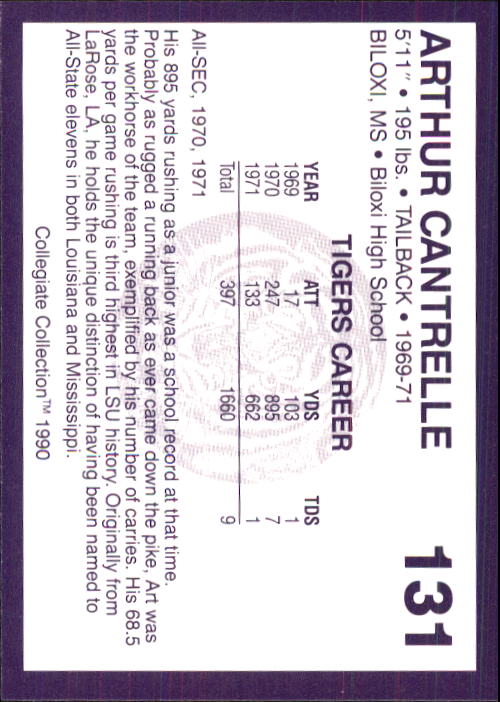 ARTHUR CANTRELLE 131
5'11" • 195 lbs. • TAILBACK • 1969-71
BILOXI, MS • Biloxi High School
TIGERS CAREER
YEAR ATT YDS TDS
1969 17 103 1
1970 247 895 7
1971 133 662 1
Total 397 1660 9
All-SEC, 1970, 1971
His 895 yards rushing as a junior was a school record at that time.
Probably as rugged a running back as ever came down the pike, Art was
the workhorse of the team, exemplified by his number of carries. His 68.5
yards per game rushing is third highest in LSU history. Originally from
LaRose, LA, he holds the unique distinction of having been named to
All-State elevens in both Louisiana and Mississippi.
Collegiate Collection™ 1990